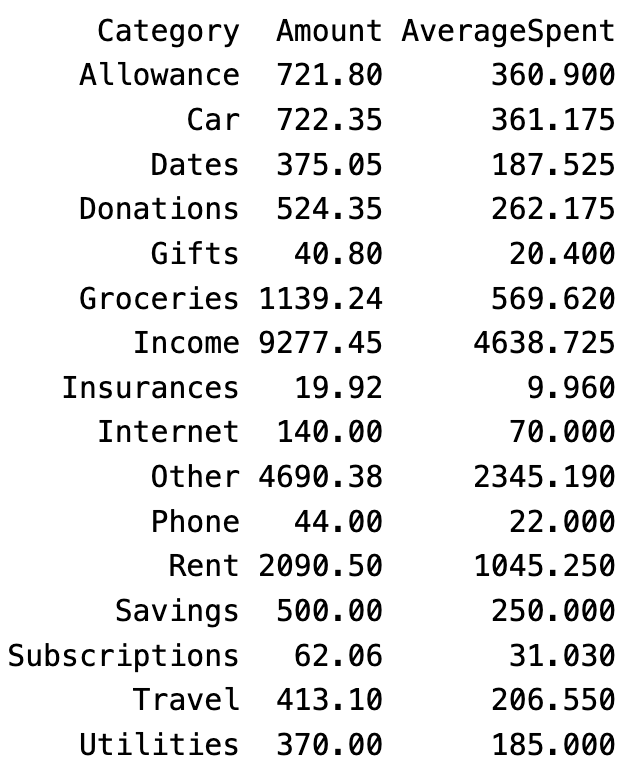 Category Amount AverageSpent
Allowance 721.80 360.900
Car 722.35 361.175
Dates 375.05 187.525
Donations 524.35 262.175
Gifts 40.80 20.400
Groceries 1139.24 569.620
Income 9277.45 4638.725
Insurances 19.92 9.960
Internet 140.00 70.000
Other 4690.38 2345.190
Phone 44.00 22.000
Rent 2090.50 1045.250
Savings 500.00 250.000
Subscriptions 62.06 31.030
Travel 413.10 206.550
Utilities 370.00 185.000